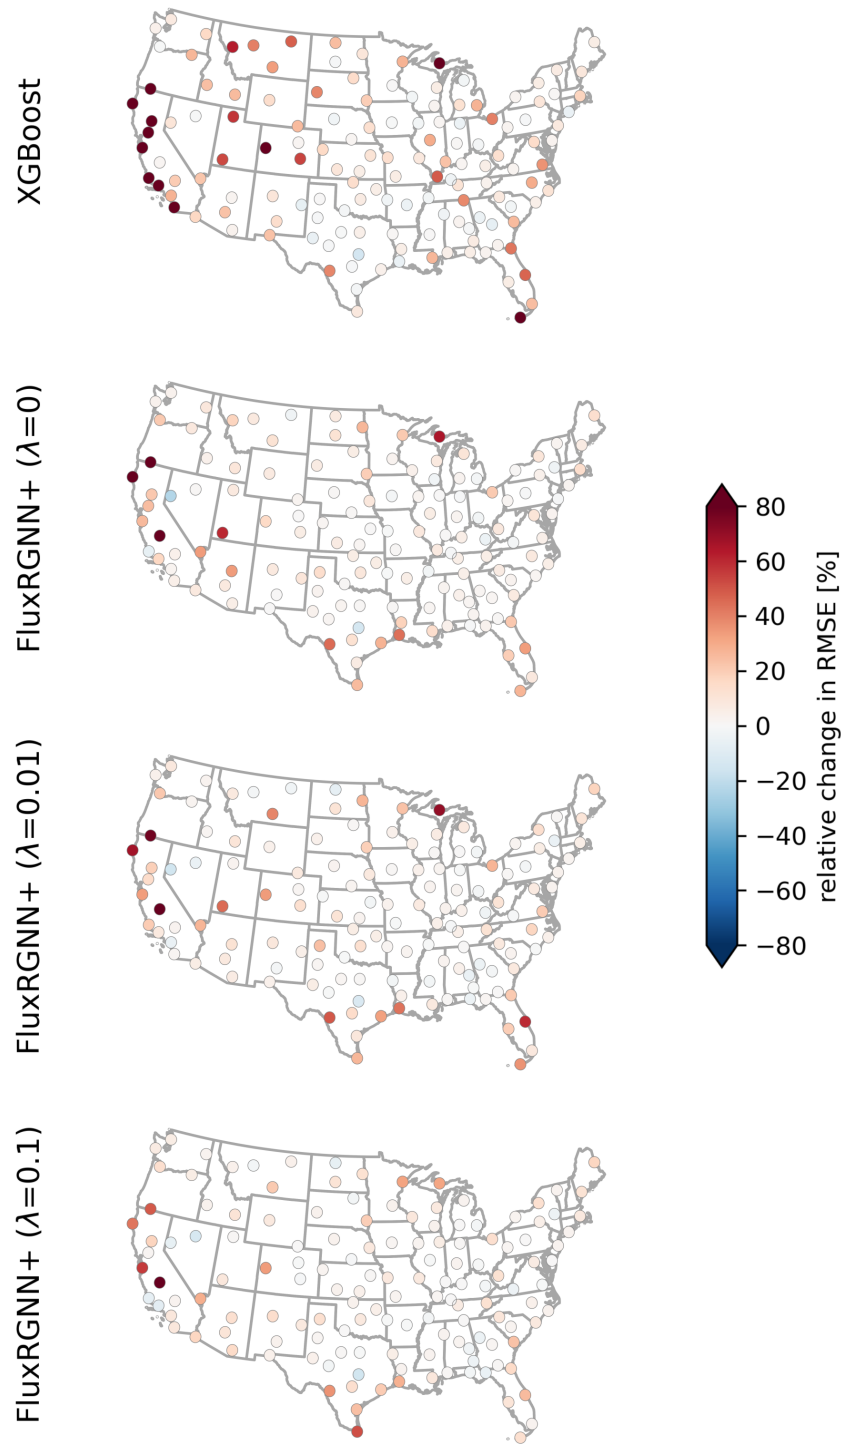 XGBoost
FluxRGNN+ (λ=0)
FluxRGNN+ (λ=0.01)
FluxRGNN+ (λ=0.1)
80
60
40
20
0
−20
−40
−60
−80
relative change in RMSE [%]